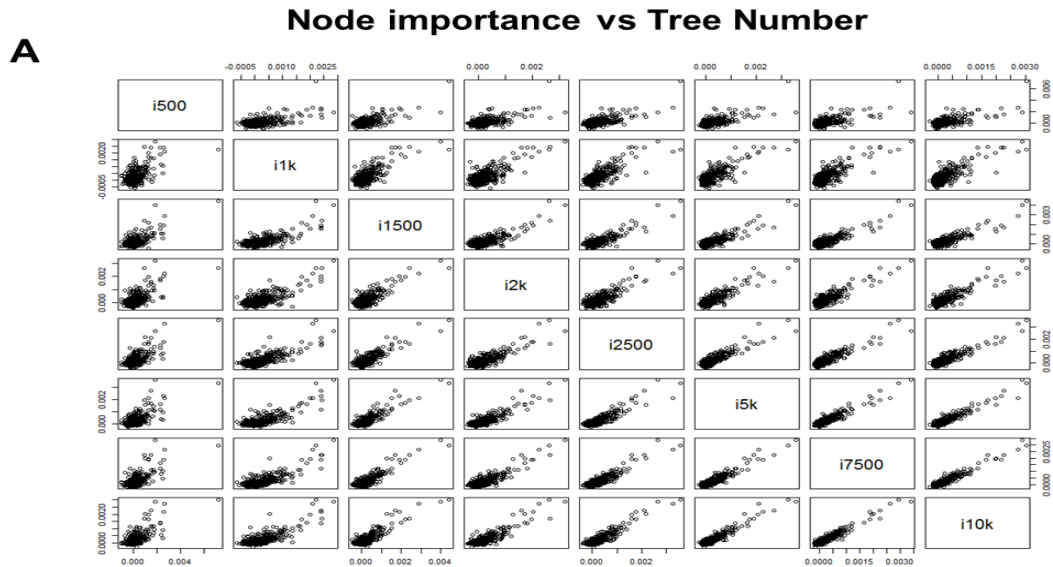 Node importance vs Tree Number
A
-0.0005 0.0010 0.0025 0.000 0.002 0.000 0.002 0.0000 0.0015 0.0030
i500
0.000 0.006
-0.0005 0.0020
i1k
i1500
0.000 0.003
0.000 0.002
i2k
i2500
0.000 0.002
0.000 0.002
i5k
i7500
0.0000 0.0025
0.0000 0.0020
i10k
0.000 0.004 0.000 0.002 0.004 0.000 0.002 0.0000 0.0015 0.0030